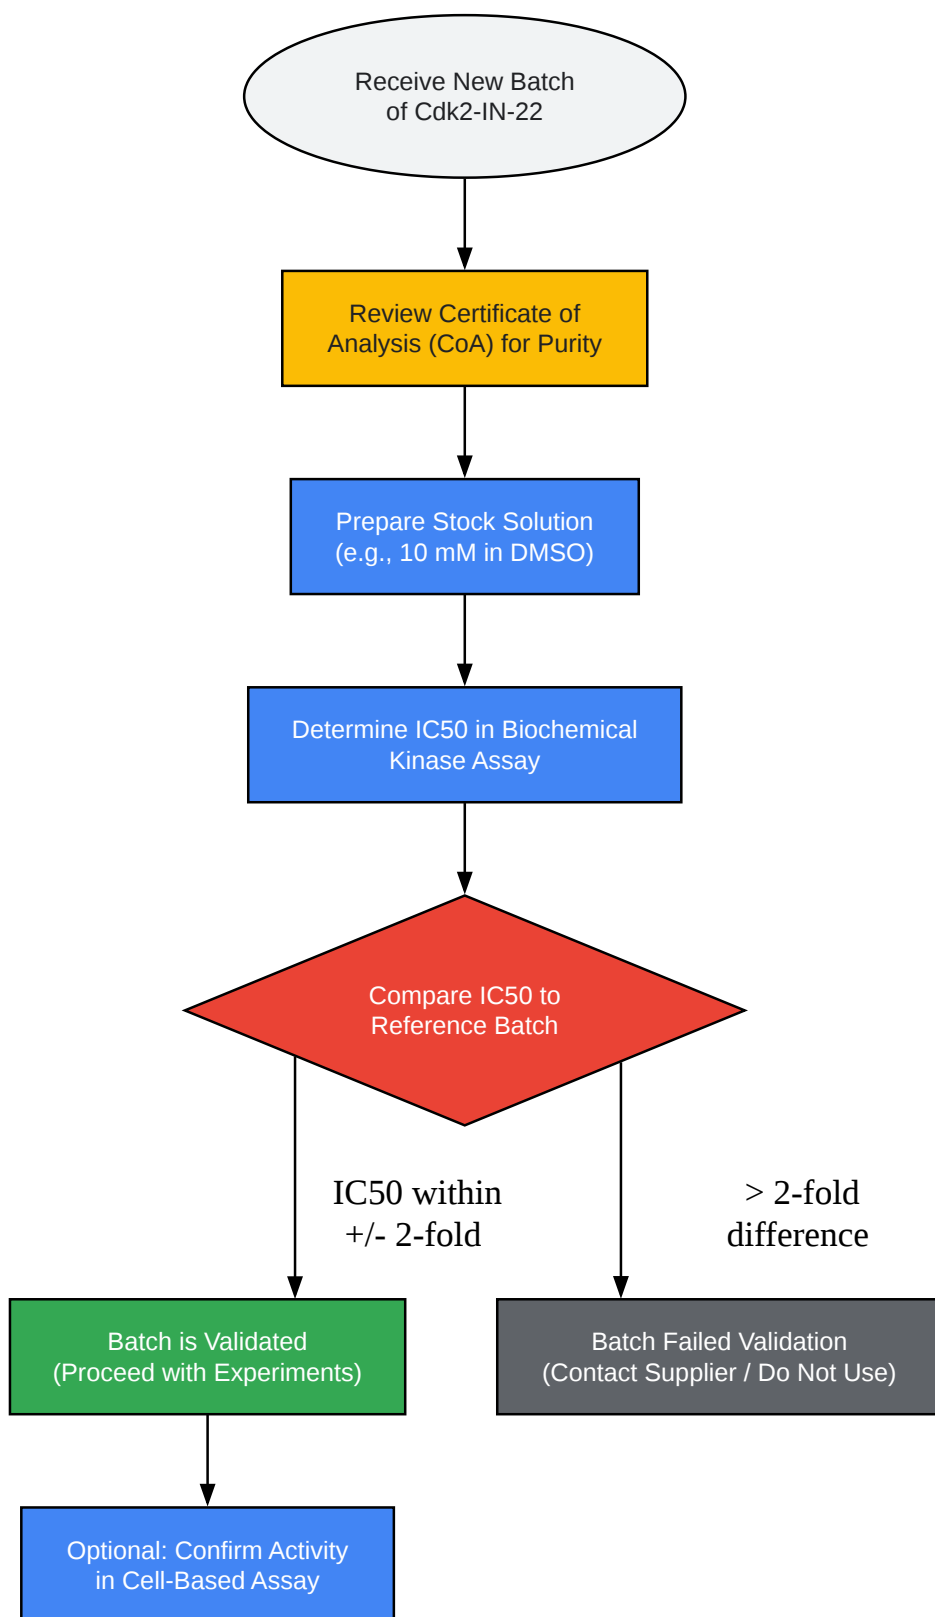 Receive New Batch
of Cdk2-IN-22
Review Certificate of
Analysis (CoA) for Purity
Prepare Stock Solution
(e.g., 10 mM in DMSO)
Determine IC50 in Biochemical
Kinase Assay
Compare IC50 to
Reference Batch
IC50 within
+/- 2-fold
> 2-fold
difference
Batch is Validated
(Proceed with Experiments)
Batch Failed Validation
(Contact Supplier / Do Not Use)
Optional: Confirm Activity
in Cell-Based Assay